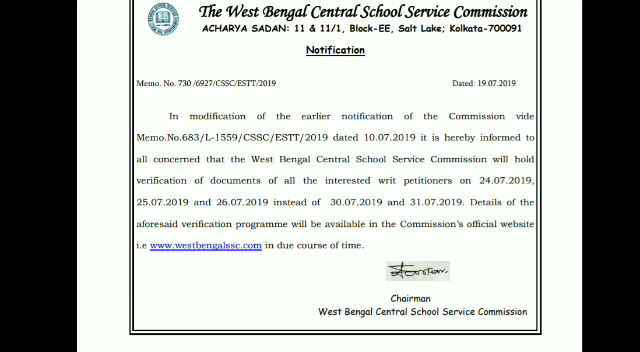 The West Bengal Central School Service Commission
ACHARYA SADAN: 11 & 11/1, Block-EE, Salt Lake; Kolkata-700091
Notification
Memo. No. 730 /6927/CSSC/ESTT/2019 Dated: 19.07.2019
In modification of the earlier notification of the Commission vide
Memo.No.683/L-1559/CSSC/ESTT/2019 dated 10.07.2019 it is hereby informed to
all concerned that the West Bengal Central School Service Commission will hold
verification of documents of all the interested writ petitioners on 24.07.2019,
25.07.2019 and 26.07.2019 instead of 30.07.2019 and 31.07.2019. Details of the
aforesaid verification programme will be available in the Commission's official website
i.e www.westbengalssc.com in due course of time.
Chairman
West Bengal Central School Service Commission